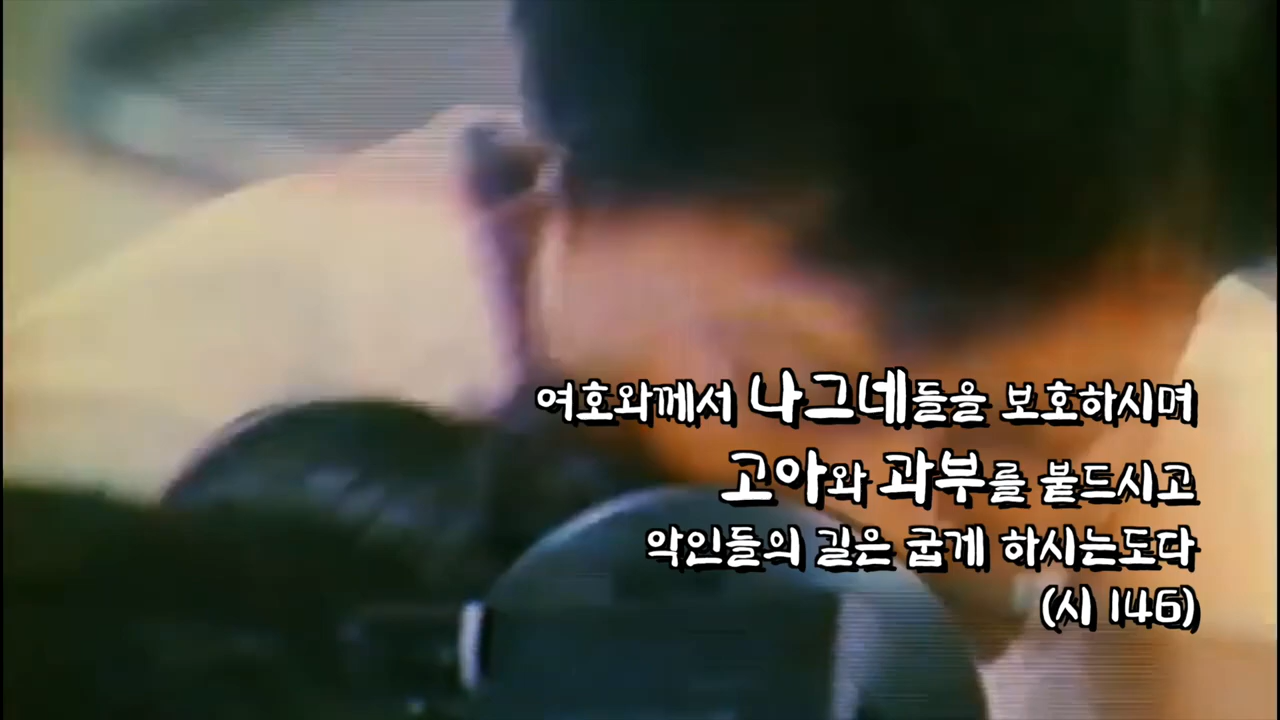 여호와께서 나그네들을 보호하시며
고아와 과부를 붙드시고
악인들의 길은 굽게 하시는도다
(시 146)